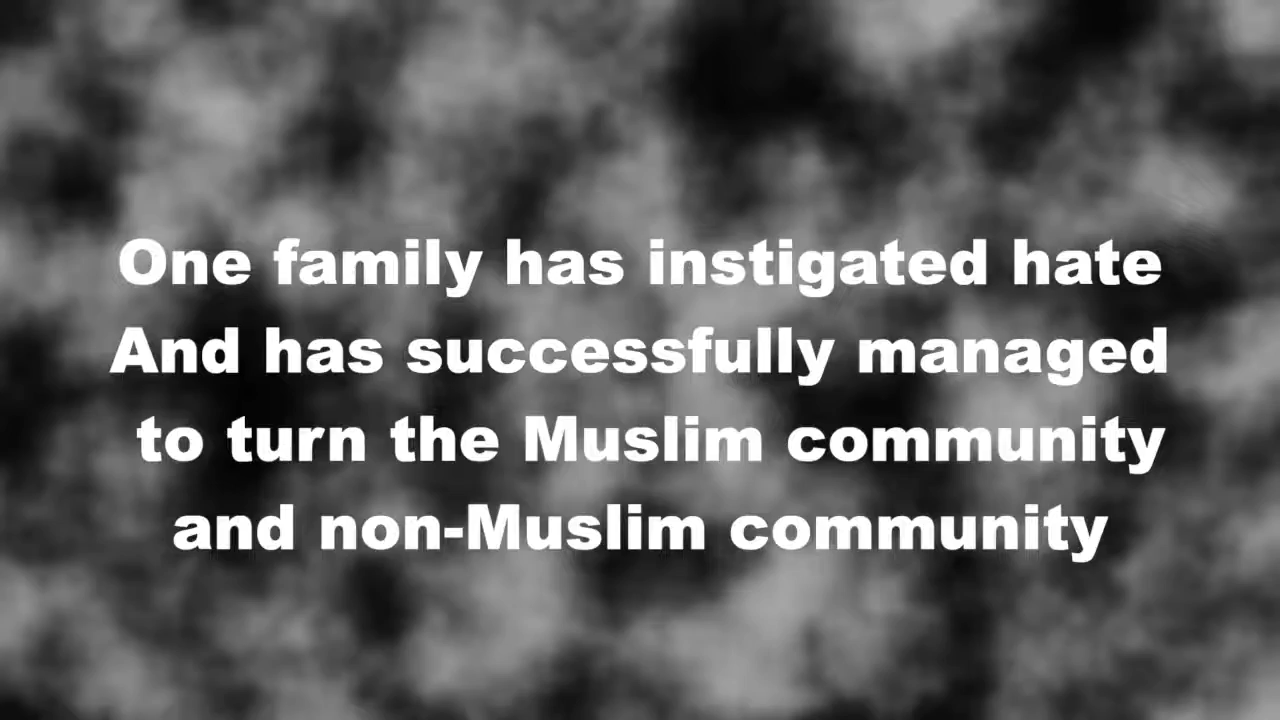 One family has instigated hate
And has successfully managed
to turn the Muslim community
and non-Muslim community